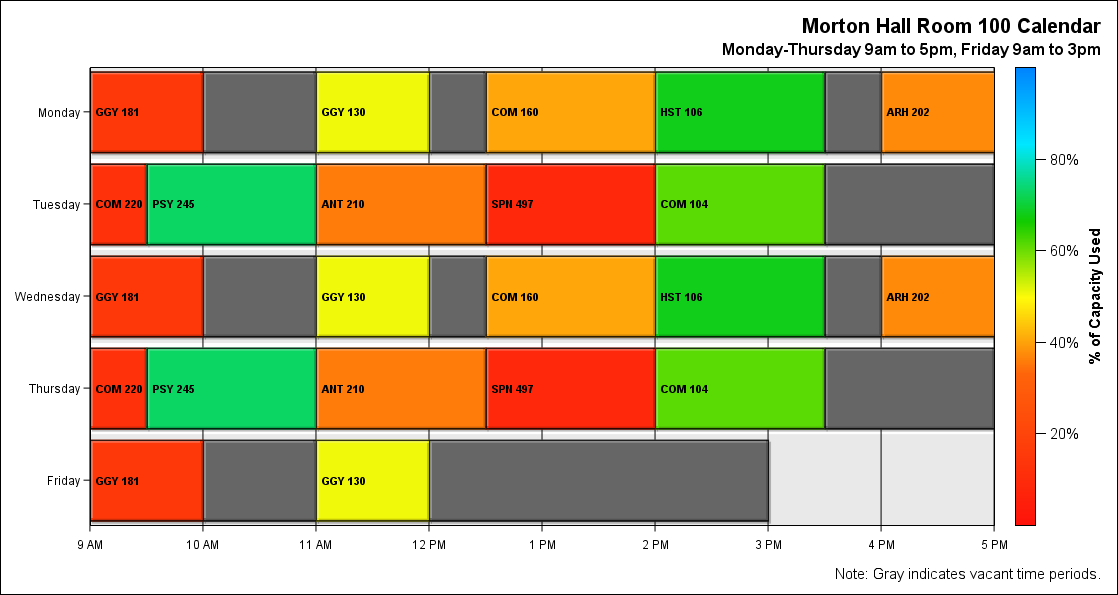 Morton Hall Room 100 Calendar
Monday-Thursday 9am to 5pm, Friday 9am to 3pm
Monday GGY 181 GGY 130 COM 160 HST 106 ARH 202
Tuesday COM 220 PSY 245 ANT 210 SPN 497 COM 104
Wednesday GGY 181 GGY 130 COM 160 HST 106 ARH 202
Thursday COM 220 PSY 245 ANT 210 SPN 497 COM 104
Friday GGY 181 GGY 130
9 AM 10 AM 11 AM 12 PM 1 PM 2 PM 3 PM 4 PM 5 PM
80%
60%
40%
20%
% of Capacity Used
Note: Gray indicates vacant time periods.